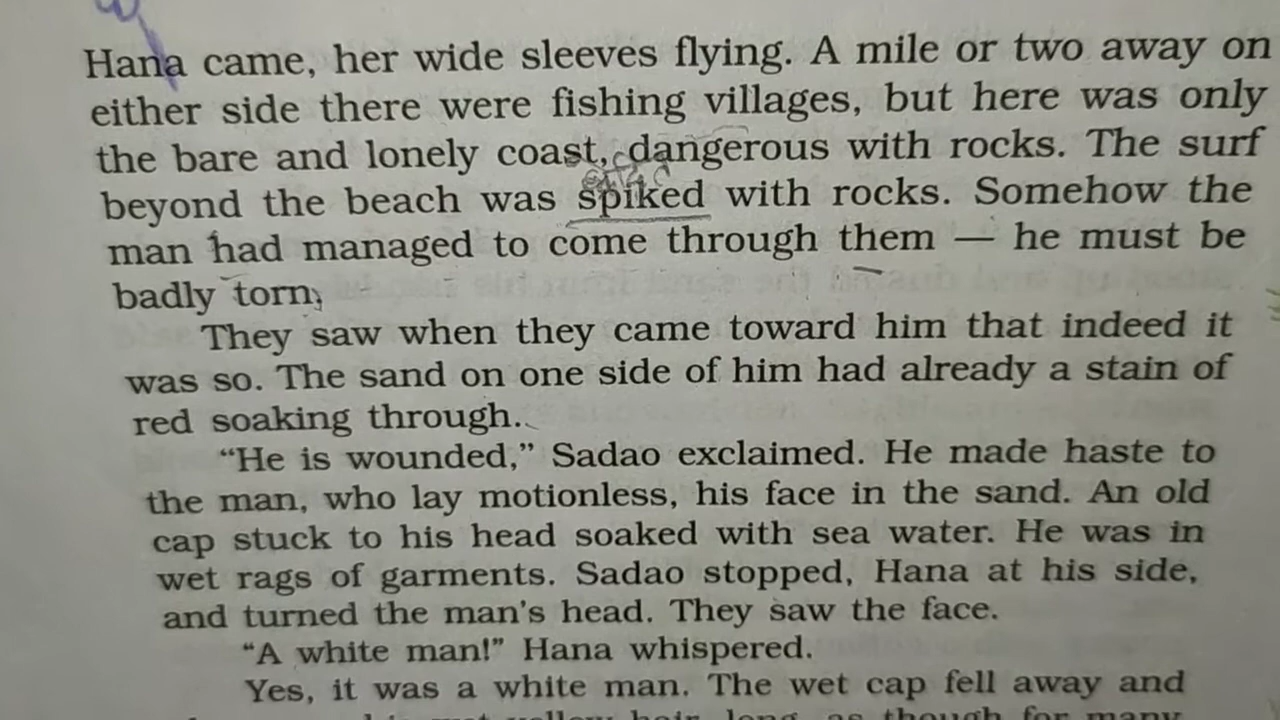 Hana came, her wide sleeves flying. A mile or two away on
either side there were fishing villages, but here was only
the bare and lonely coast, dangerous with rocks. The surf
beyond the beach was spiked with rocks. Somehow the
man had managed to come through them — he must be
badly torn.
They saw when they came toward him that indeed it
was so. The sand on one side of him had already a stain of
red soaking through.
“He is wounded,” Sadao exclaimed. He made haste to
the man, who lay motionless, his face in the sand. An old
cap stuck to his head soaked with sea water. He was in
wet rags of garments. Sadao stopped, Hana at his side,
and turned the man's head. They saw the face.
“A white man!” Hana whispered.
Yes, it was a white man. The wet cap fell away and
yellow hair, long, as though for many